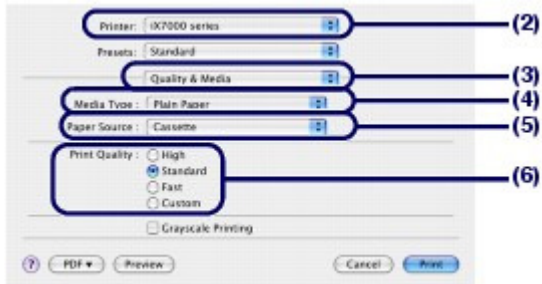 Printer: iX7000 series (2)
Presets: Standard
Quality & Media (3)
Media Type : Plain Paper (4)
Paper Source : Cassette (5)
Print Quality : High
Standard (6)
Fast
Custom
Grayscale Printing
? PDF ▾ Preview Cancel Print